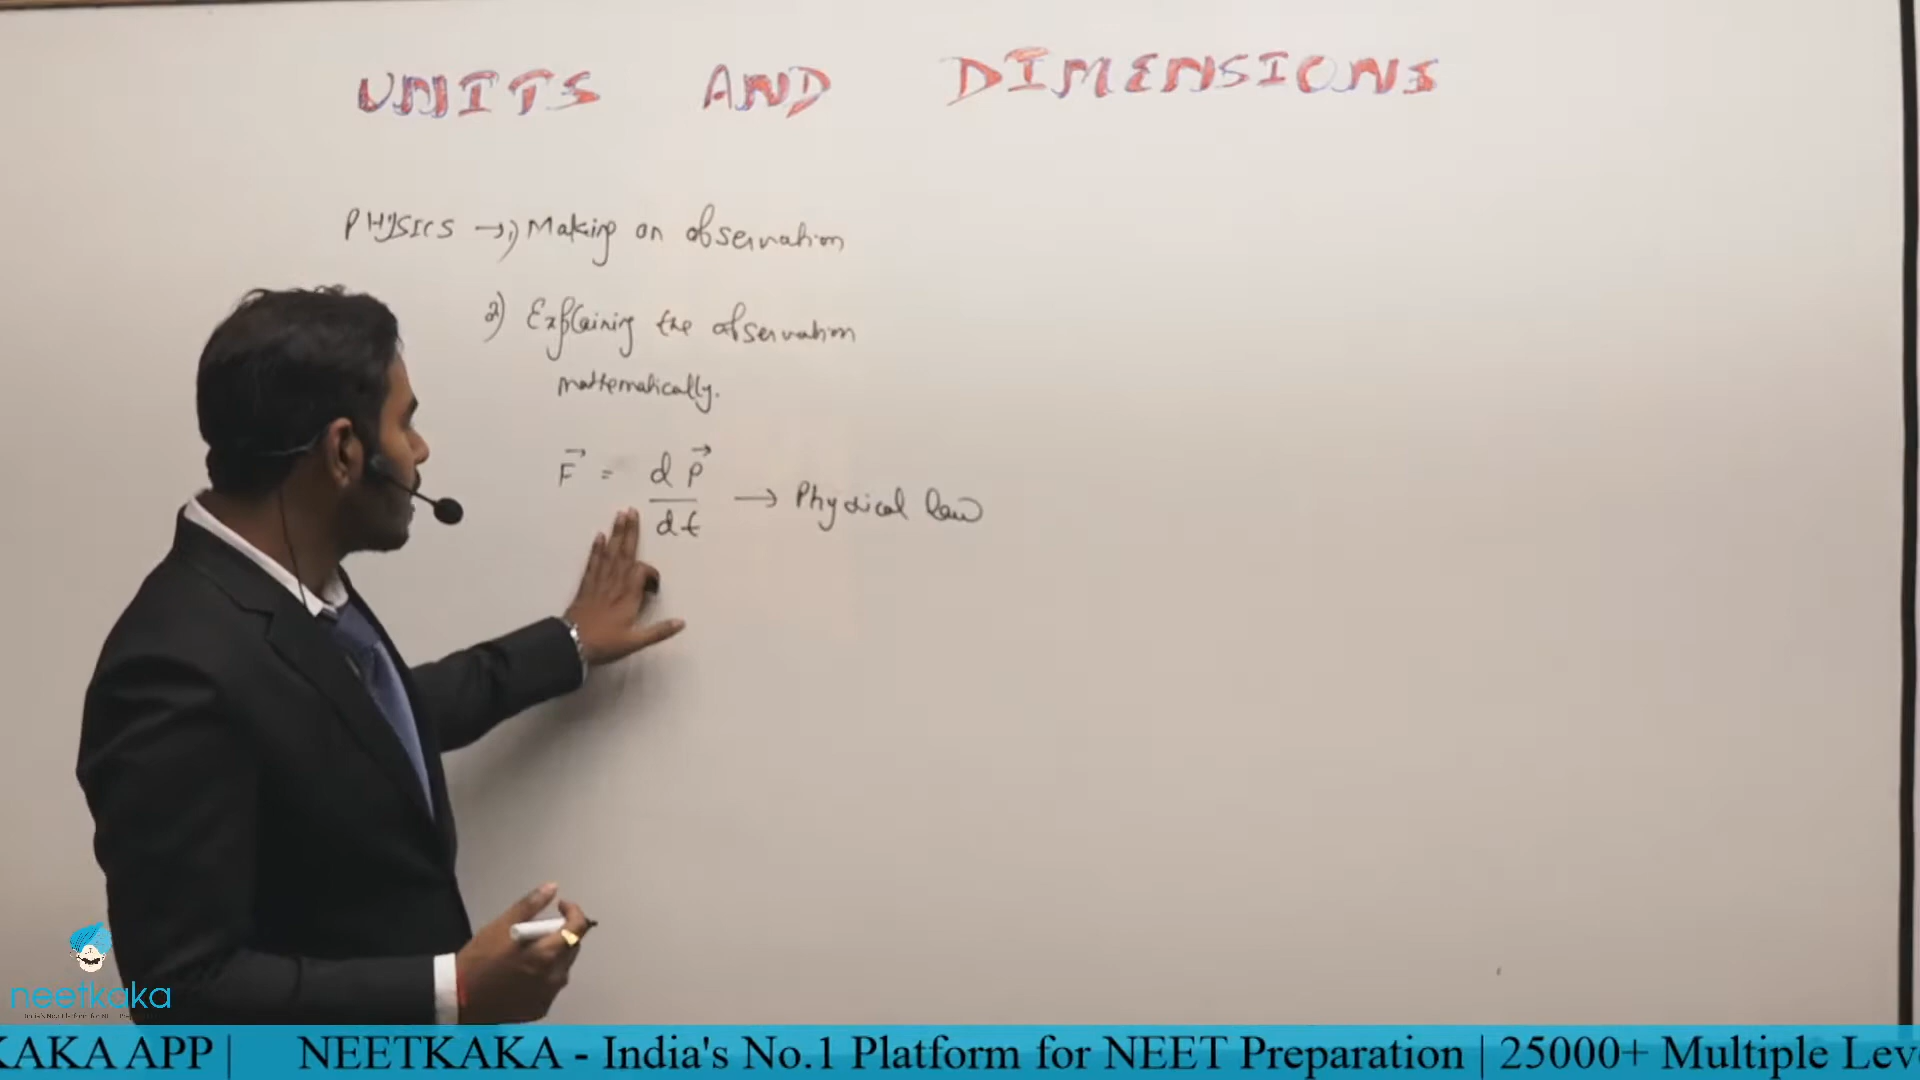 UNITS AND DIMENSIONS
PHYSICS → 1) Making an observation
2) Explaining the observation
mathematically.
F⃗ = dp⃗/dt → Physical law
neetkaka
KAKA APP | NEETKAKA - India's No.1 Platform for NEET Preparation | 25000+ Multiple Leve